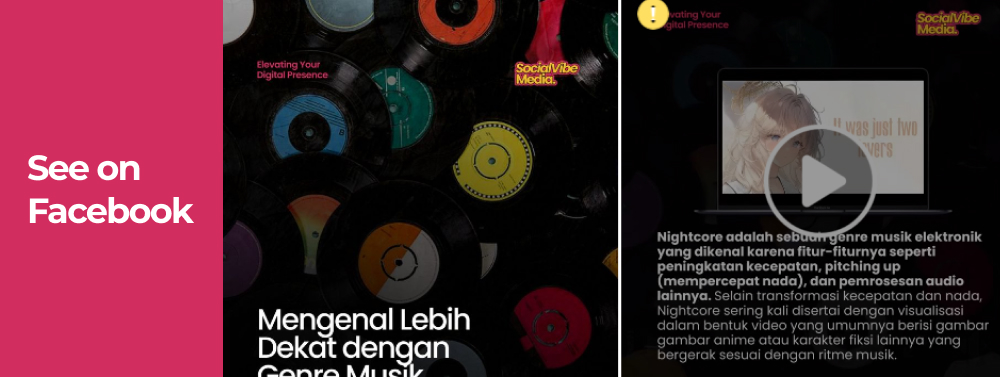 See on
Facebook
Elevating Your
Digital Presence
SocialVibe
Media.
Mengenal Lebih
Dekat dengan
Genre Musik
vating Your
gital Presence
SocialVibe
Media.
was just two
vers
Nightcore adalah sebuah genre musik elektronik
yang dikenal karena fitur-fiturnya seperti
peningkatan kecepatan, pitching up
(mempercepat nada), dan pemrosesan audio
lainnya. Selain transformasi kecepatan dan nada,
Nightcore sering kali disertai dengan visualisasi
dalam bentuk video yang umumnya berisi gambar
gambar anime atau karakter fiksi lainnya yang
bergerak sesuai dengan ritme musik.